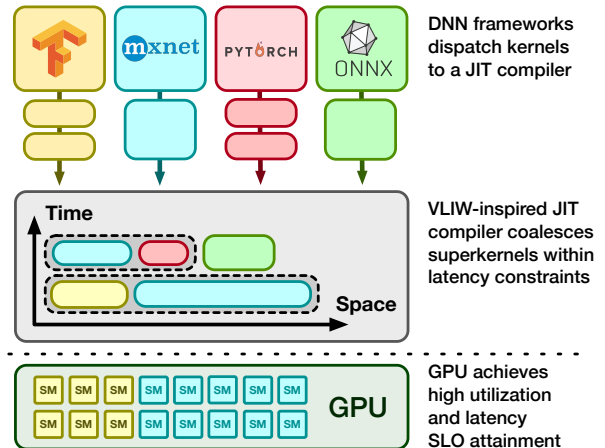 mxnet
PYTORCH
ONNX
DNN frameworks
dispatch kernels
to a JIT compiler
Time
Space
VLIW-inspired JIT
compiler coalesces
superkernels within
latency constraints
SM SM SM SM SM SM SM SM
SM SM SM SM SM SM SM SM
GPU
GPU achieves
high utilization
and latency
SLO attainment